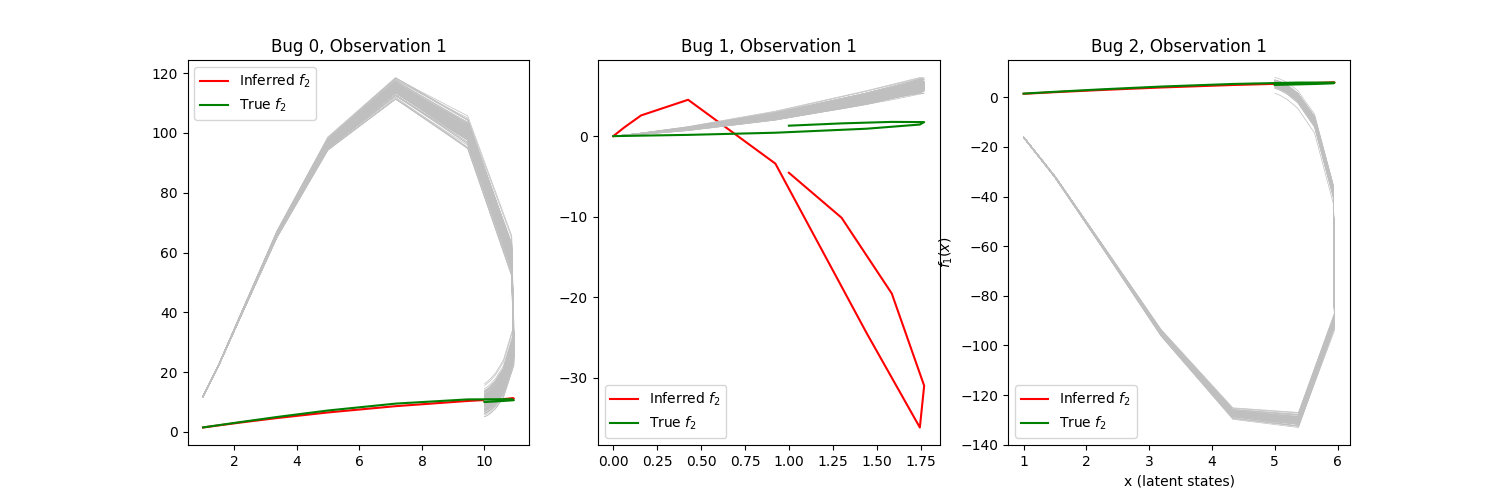 Bug 0, Observation 1
Inferred f₂
True f₂
120
100
80
60
40
20
0
2 4 6 8 10
Bug 1, Observation 1
0
−10
−20
−30
Inferred f₂
True f₂
0.00 0.25 0.50 0.75 1.00 1.25 1.50 1.75
Bug 2, Observation 1
f₁(x)
0
−20
−40
−60
−80
−100
−120
−140
Inferred f₂
True f₂
1 2 3 4 5 6
x (latent states)